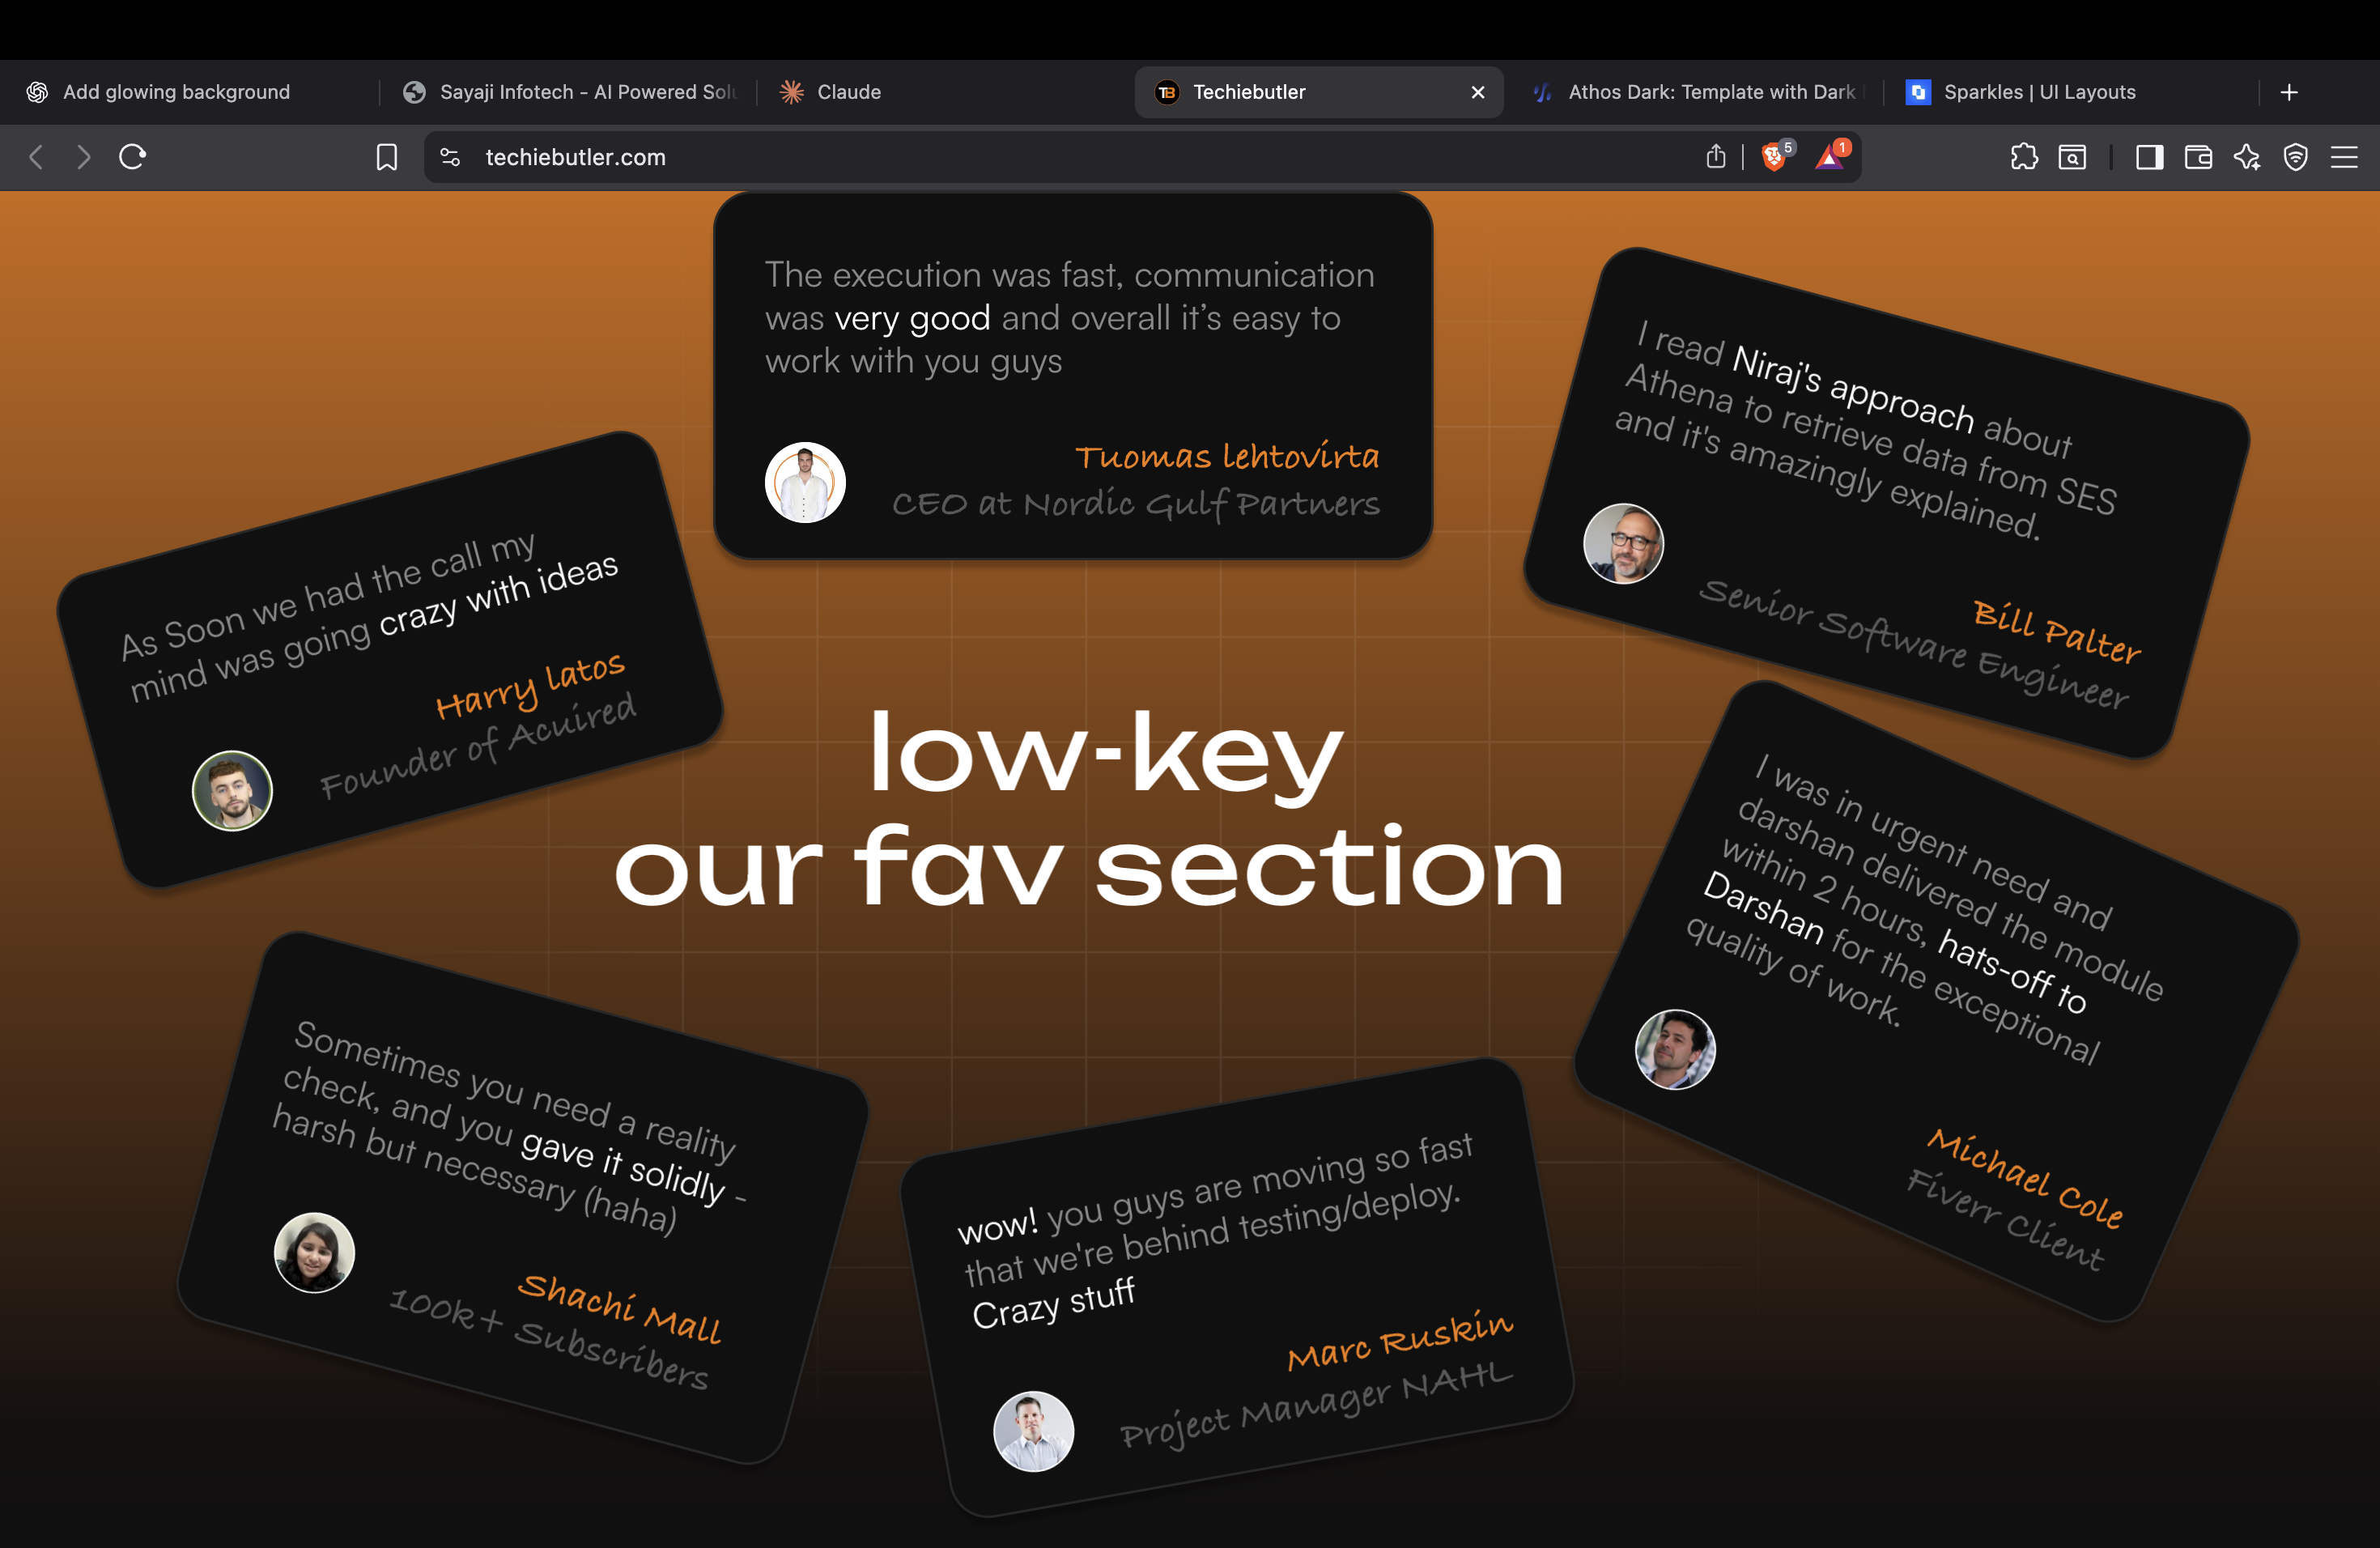 Add glowing background
Sayaji Infotech - AI Powered Solu
Claude
TB
Techiebutler
Athos Dark: Template with Dark
Sparkles | UI Layouts
techiebutler.com
5
1
The execution was fast, communication
was very good and overall it’s easy to
work with you guys
Tuomas lehtovirta
CEO at Nordic Gulf Partners
I read Niraj's approach about
Athena to retrieve data from SES
and it's amazingly explained.
Bill Palter
Senior Software Engineer
As Soon we had the call my
mind was going crazy with ideas
Harry latos
Founder of Acuired
low-key
our fav section
I was in urgent need and
darshan delivered the module
within 2 hours, hats-off to
Darshan for the exceptional
quality of work.
Michael Cole
Fiverr Client
Sometimes you need a reality
check, and you gave it solidly -
harsh but necessary (haha)
Shachi Mall
100k+ Subscribers
wow! you guys are moving so fast
that we're behind testing/deploy.
Crazy stuff
Marc Ruskin
Project Manager NAHL